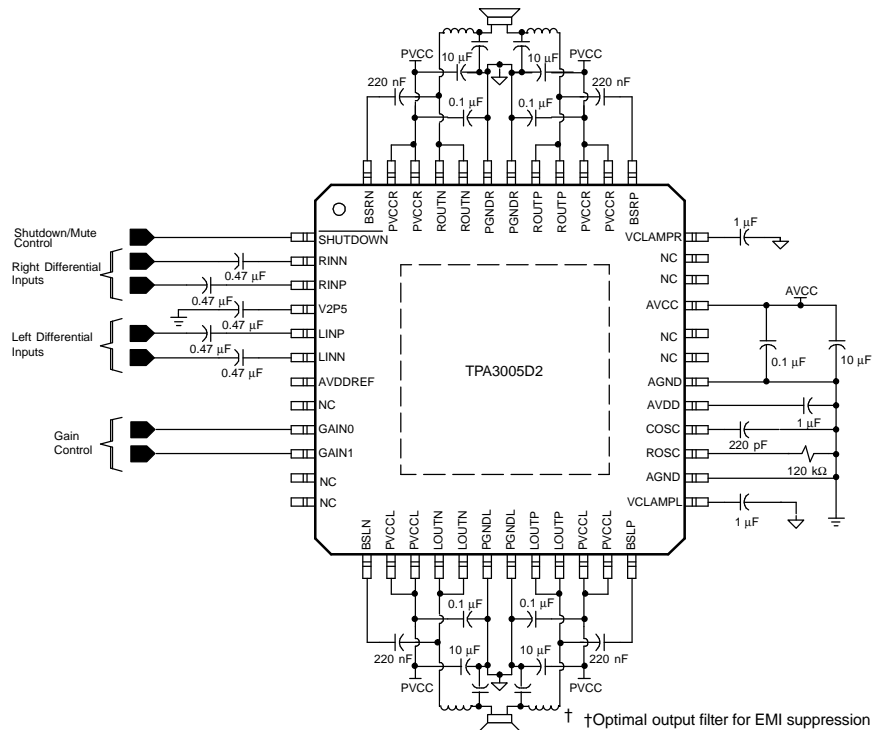 PVCC
PVCC
10 µF
10 µF
220 nF
220 nF
0.1 µF
0.1 µF
BSRN
PVCCR
PVCCR
ROUTN
ROUTN
PGNDR
PGNDR
ROUTP
ROUTP
PVCCR
PVCCR
BSRP
Shutdown/Mute
Control
Right Differential
Inputs
Left Differential
Inputs
Gain
Control
0.47 µF
0.47 µF
0.47 µF
0.47 µF
0.47 µF
SHUTDOWN
RINN
RINP
V2P5
LINP
LINN
AVDDREF
NC
GAIN0
GAIN1
NC
NC
TPA3005D2
VCLAMPR
NC
NC
AVCC
NC
NC
AGND
AVDD
COSC
ROSC
AGND
VCLAMPL
1 µF
AVCC
0.1 µF
10 µF
1 µF
220 pF
120 kΩ
1 µF
BSLN
PVCCL
PVCCL
LOUTN
LOUTN
PGNDL
PGNDL
LOUTP
LOUTP
PVCCL
PVCCL
BSLP
0.1 µF
0.1 µF
220 nF
10 µF
10 µF
220 nF
PVCC
PVCC
† †Optimal output filter for EMI suppression